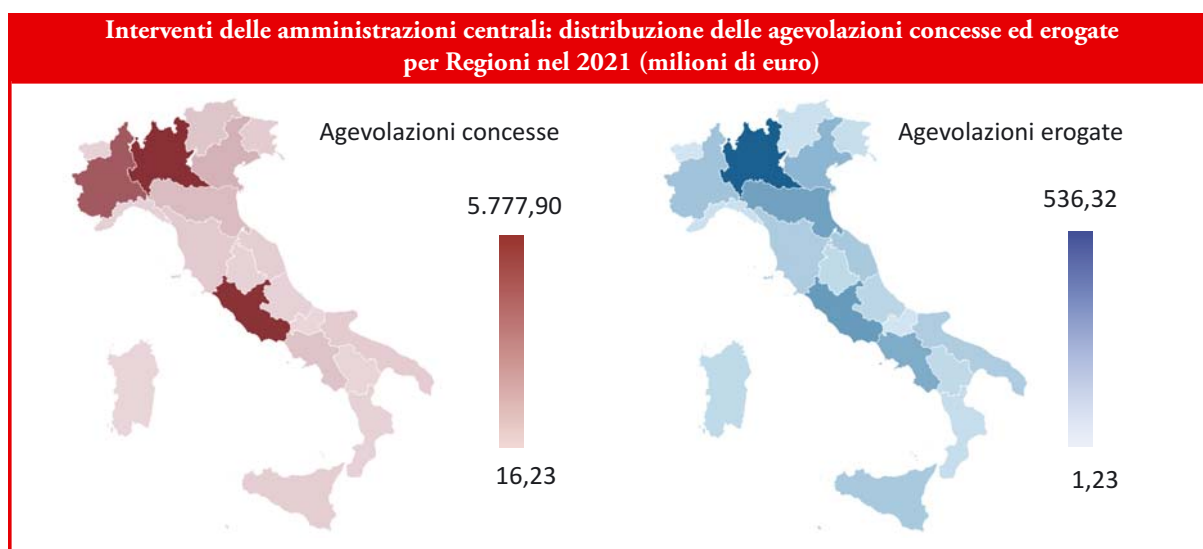 Interventi delle amministrazioni centrali: distribuzione delle agevolazioni concesse ed erogate
per Regioni nel 2021 (milioni di euro)
Agevolazioni concesse
5.777,90
16,23
Agevolazioni erogate
536,32
1,23